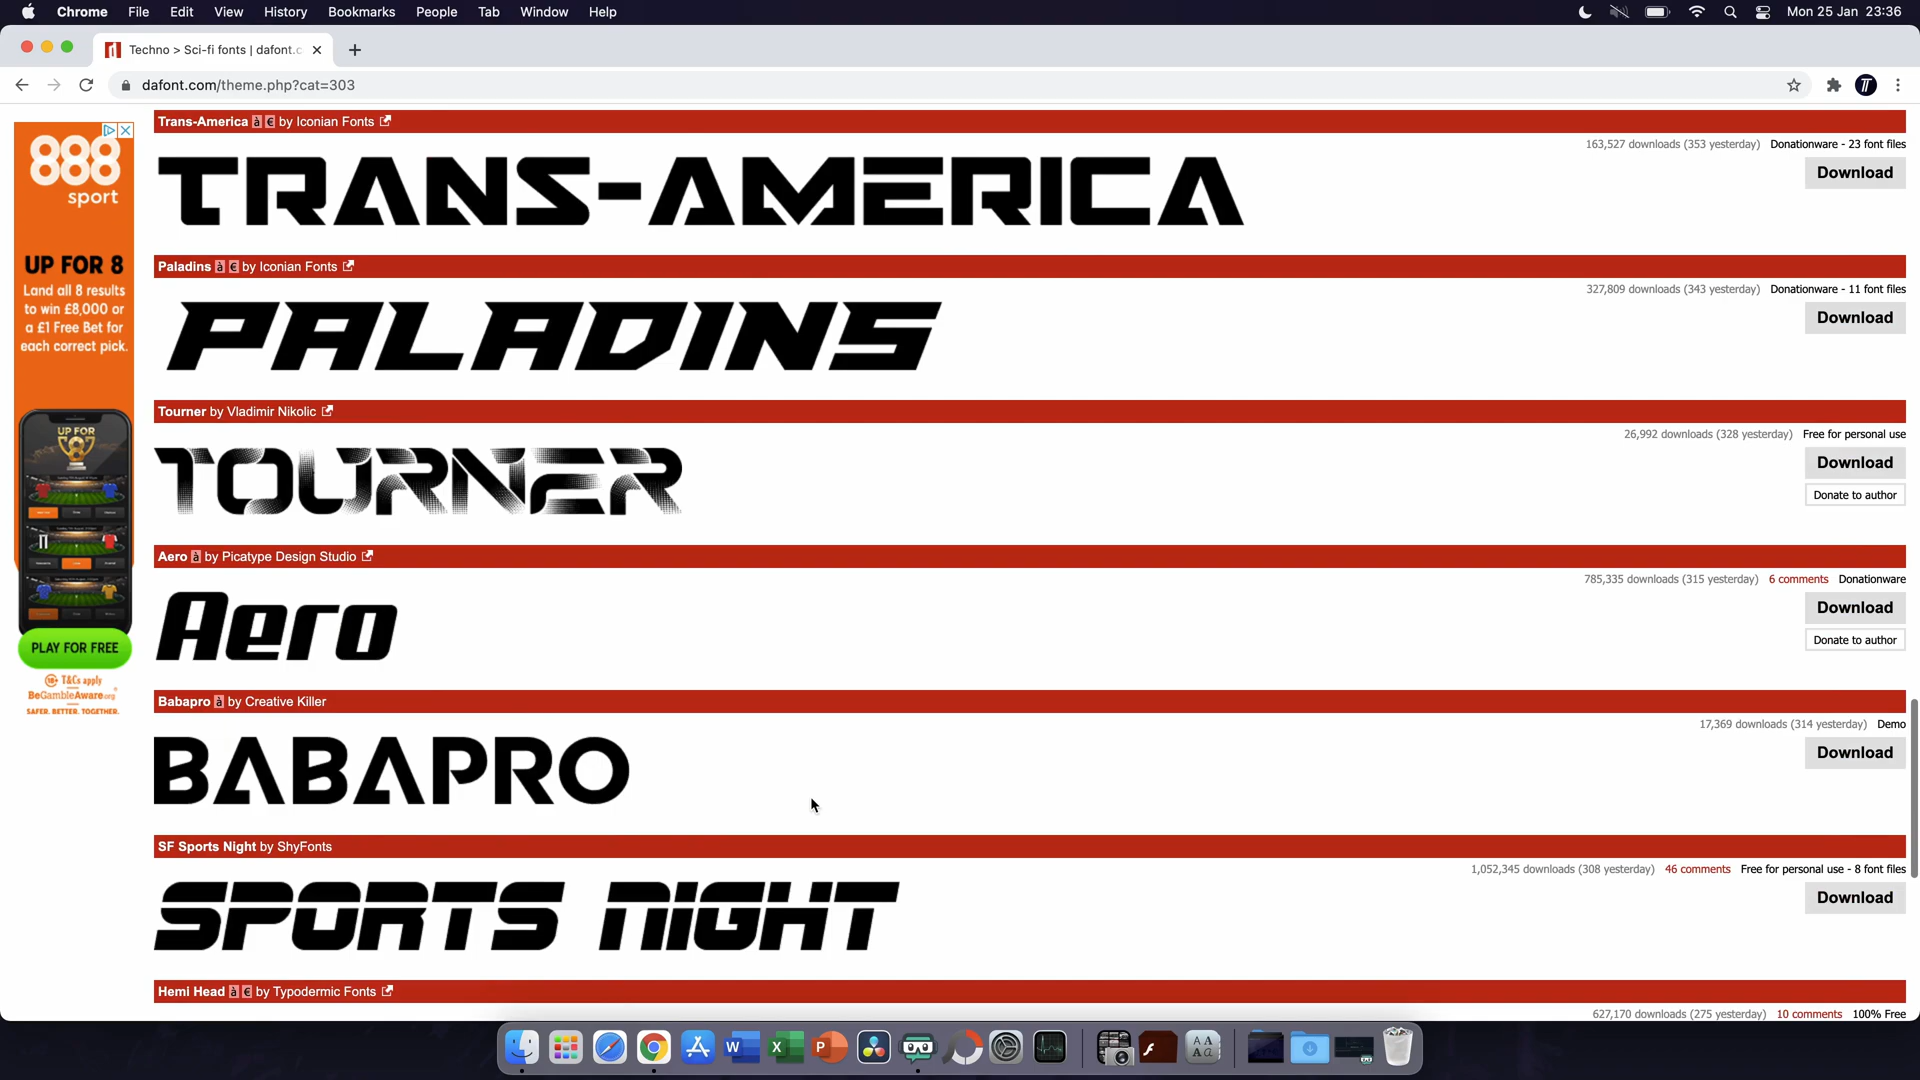 Chrome File Edit View History Bookmarks People Tab Window Help
Mon 25 Jan 23:36
Techno > Sci-fi fonts | dafont.c
dafont.com/theme.php?cat=303
888
sport
UP FOR 8
Land all 8 results
to win £8,000 or
a £1 Free Bet for
each correct pick.
UP FOR
PLAY FOR FREE
18+ T&Cs apply
BeGambleAware.org
SAFER. BETTER. TOGETHER.
Trans-America à € by Iconian Fonts
163,527 downloads (353 yesterday) Donationware - 23 font files
Download
TRANS-AMERICA
Paladins à € by Iconian Fonts
327,809 downloads (343 yesterday) Donationware - 11 font files
Download
PALADINS
Tourner by Vladimir Nikolic
26,992 downloads (328 yesterday) Free for personal use
Download
Donate to author
TOURNER
Aero à by Picatype Design Studio
785,335 downloads (315 yesterday) 6 comments Donationware
Download
Donate to author
Aero
Babapro à by Creative Killer
17,369 downloads (314 yesterday) Demo
Download
BABAPRO
SF Sports Night by ShyFonts
1,052,345 downloads (308 yesterday) 46 comments Free for personal use - 8 font files
Download
SPORTS NIGHT
Hemi Head à € by Typodermic Fonts
627,170 downloads (275 yesterday) 10 comments 100% Free